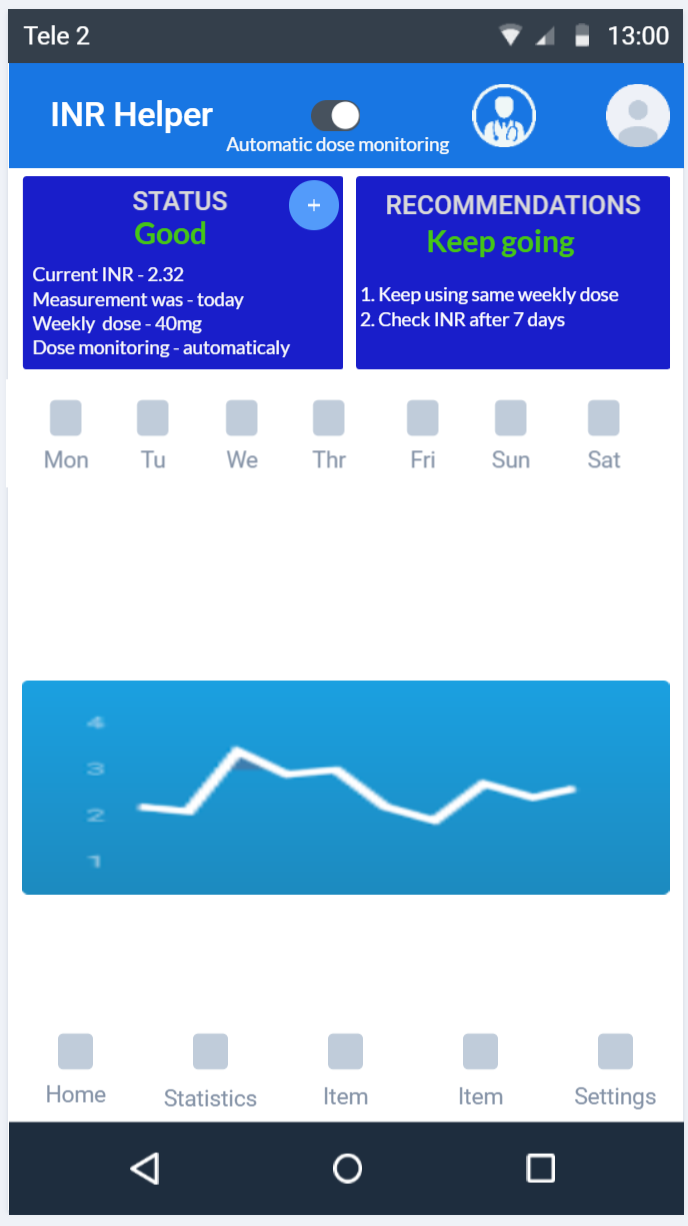 Tele 2
13:00
INR Helper
Automatic dose monitoring
STATUS
+
Good
Current INR - 2.32
Measurement was - today
Weekly dose - 40mg
Dose monitoring - automaticaly
RECOMMENDATIONS
Keep going
1. Keep using same weekly dose
2. Check INR after 7 days
Mon Tu We Thr Fri Sun Sat
4
3
2
1
Home Statistics Item Item Settings